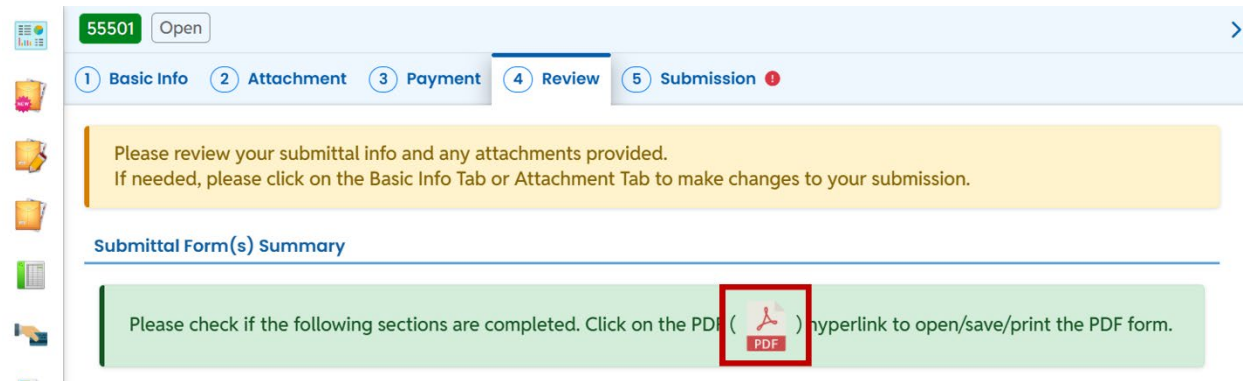 55501 Open
1 Basic Info 2 Attachment 3 Payment 4 Review 5 Submission
Please review your submittal info and any attachments provided.
If needed, please click on the Basic Info Tab or Attachment Tab to make changes to your submission.
Submittal Form(s) Summary
Please check if the following sections are completed. Click on the PDF ( PDF ) hyperlink to open/save/print the PDF form.
NEW